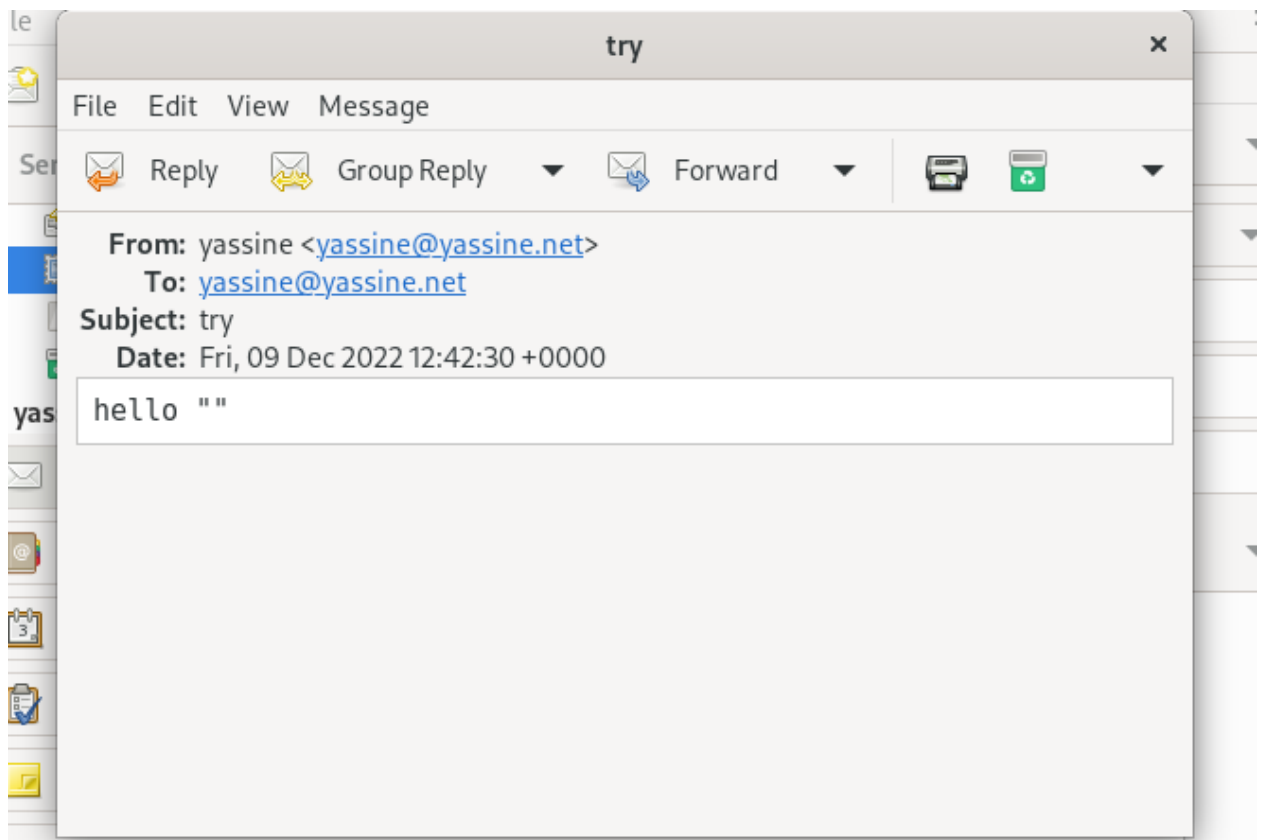 le
try
File Edit View Message
Ser
Reply Group Reply Forward
From: yassine <yassine@yassine.net>
To: yassine@yassine.net
Subject: try
Date: Fri, 09 Dec 2022 12:42:30 +0000
hello ""
yas
@
3